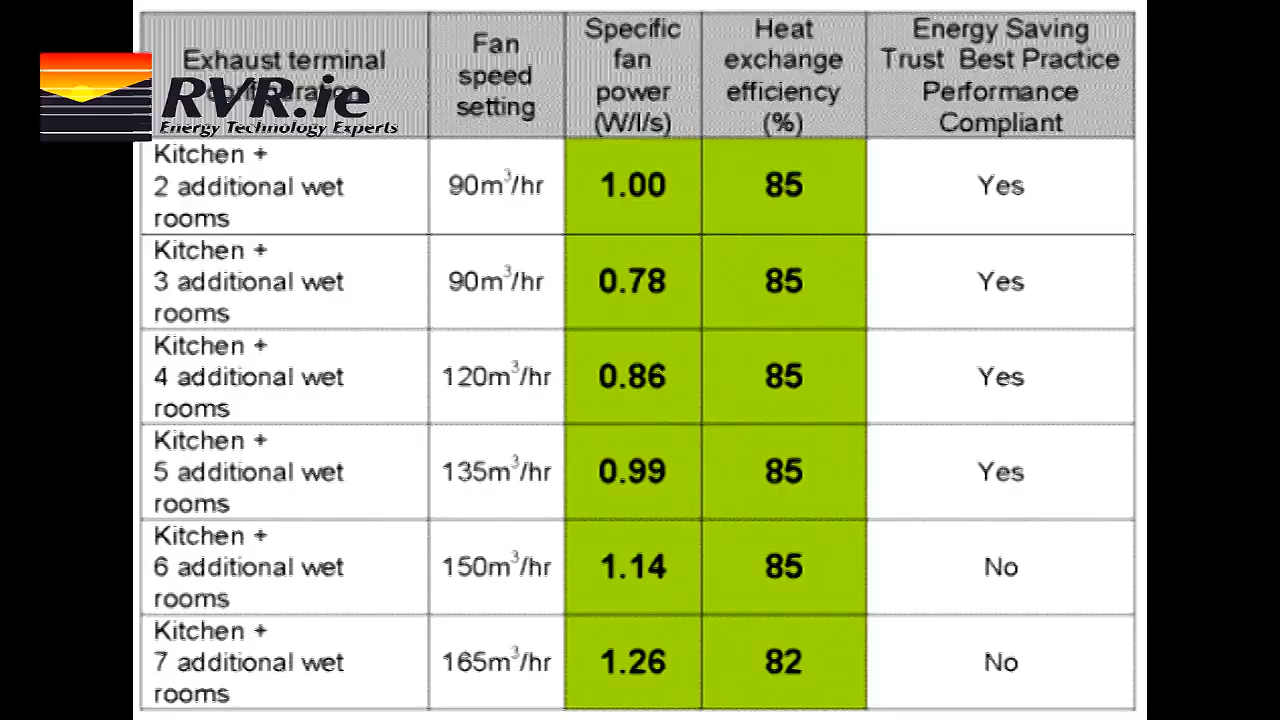 Exhaust terminal
Fan
speed
setting
Specific
fan
power
(W/l/s)
Heat
exchange
efficiency
(%)
Energy Saving
Trust Best Practice
Performance
Compliant
RVR.ie
Energy Technology Experts
Kitchen +
2 additional wet
rooms
90m³/hr
1.00
85
Yes
Kitchen +
3 additional wet
rooms
90m³/hr
0.78
85
Yes
Kitchen +
4 additional wet
rooms
120m³/hr
0.86
85
Yes
Kitchen +
5 additional wet
rooms
135m³/hr
0.99
85
Yes
Kitchen +
6 additional wet
rooms
150m³/hr
1.14
85
No
Kitchen +
7 additional wet
rooms
165m³/hr
1.26
82
No